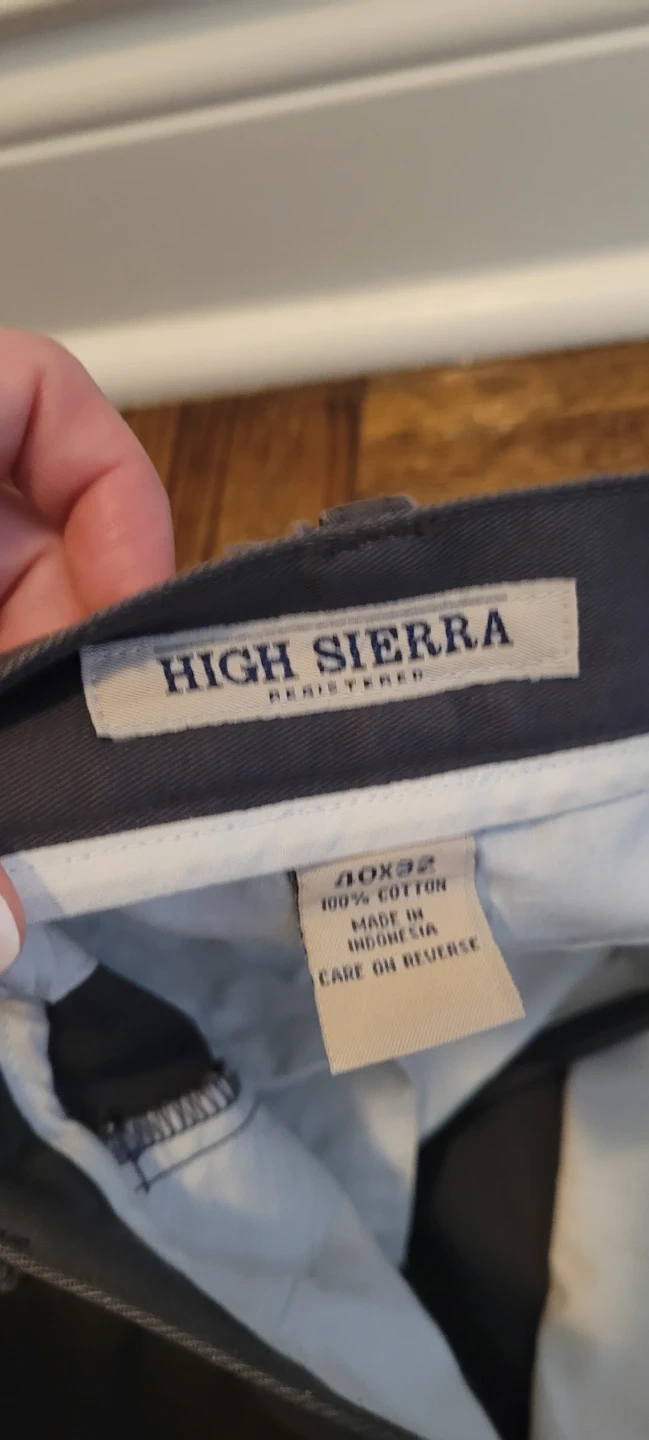 HIGH SIERRA
REGISTERED
40X32
100% COTTON
MADE IN
INDONESIA
CARE ON REVERSE